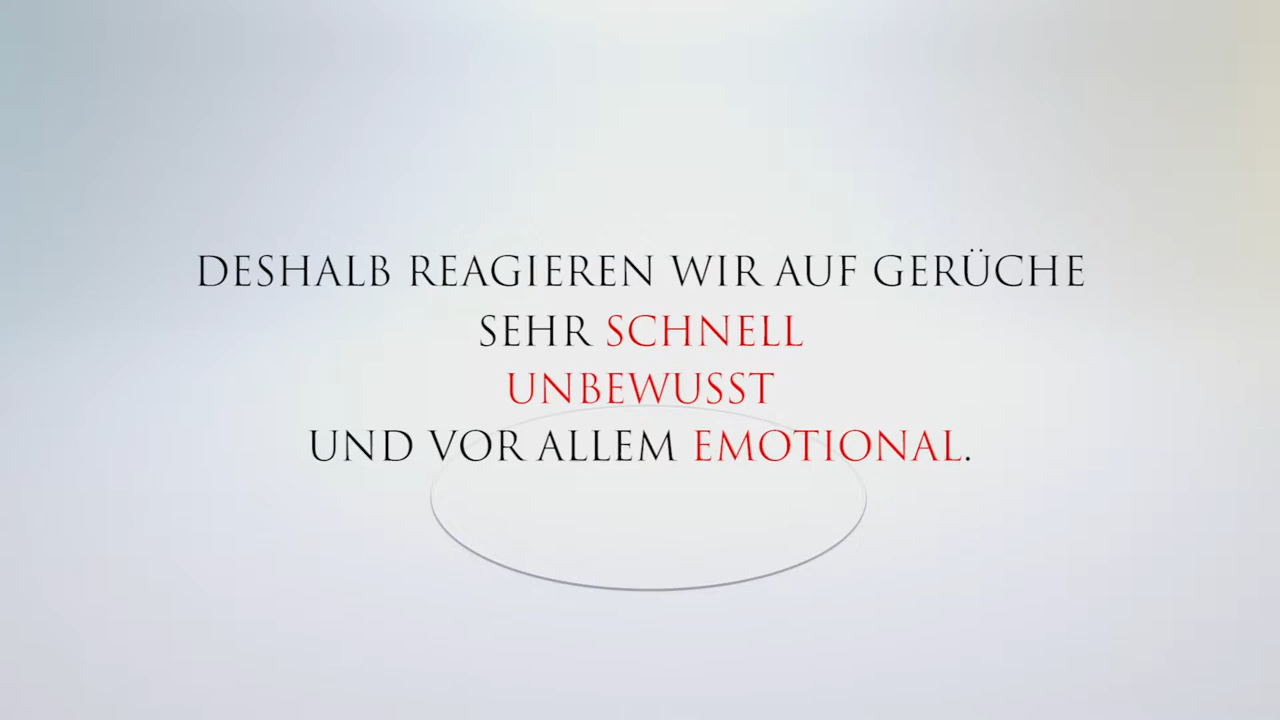 DESHALB REAGIEREN WIR AUF GERÜCHE
SEHR SCHNELL
UNBEWUSST
UND VOR ALLEM EMOTIONAL.